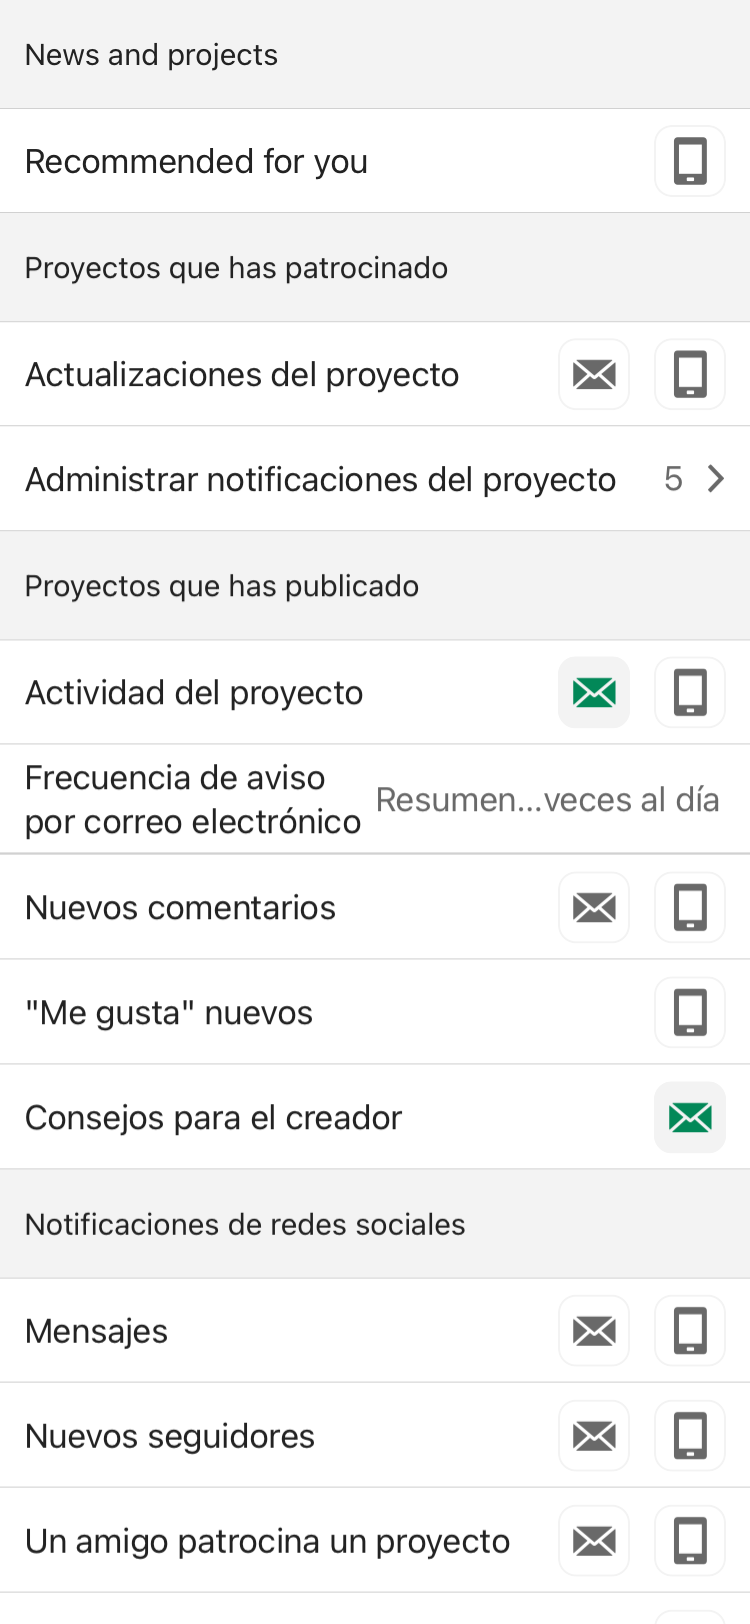 News and projects
Recommended for you
Proyectos que has patrocinado
Actualizaciones del proyecto
Administrar notificaciones del proyecto 5
Proyectos que has publicado
Actividad del proyecto
Frecuencia de aviso
por correo electrónico
Resumen...veces al día
Nuevos comentarios
"Me gusta" nuevos
Consejos para el creador
Notificaciones de redes sociales
Mensajes
Nuevos seguidores
Un amigo patrocina un proyecto